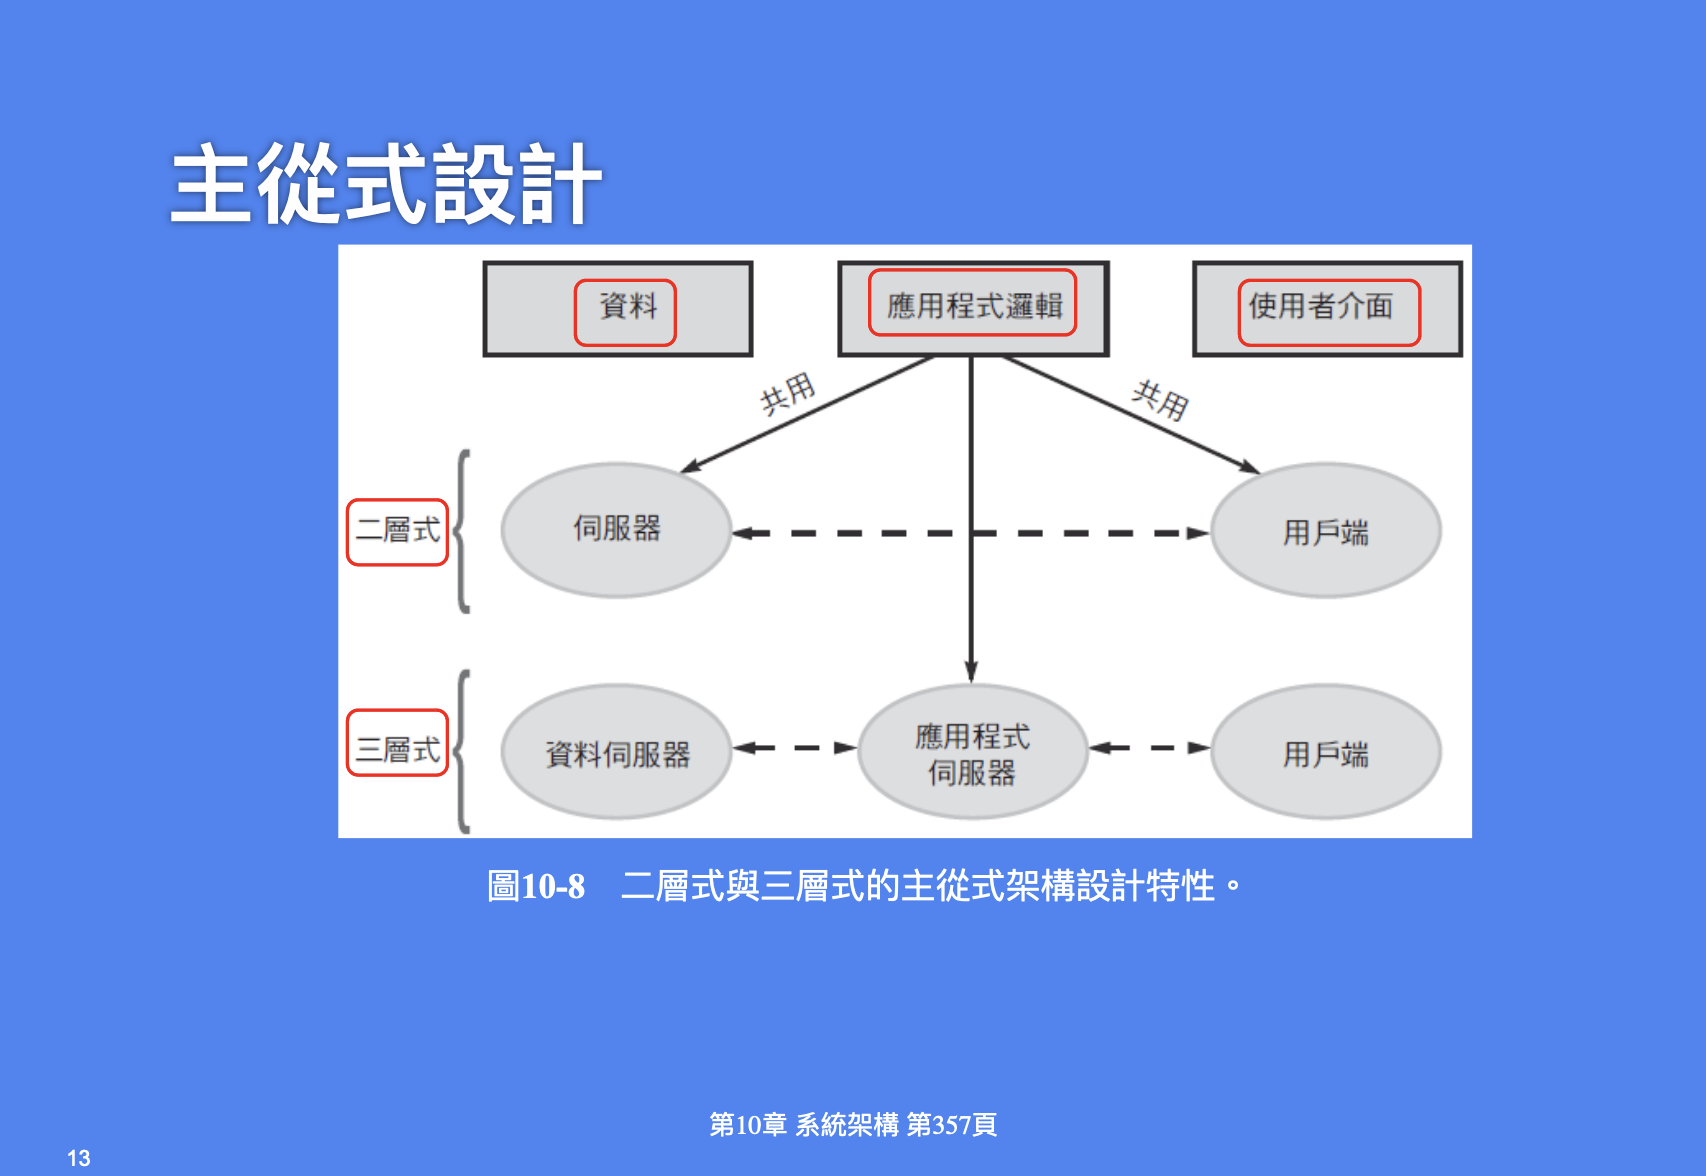 主從式設計
資料
應用程式邏輯
使用者介面
共用
共用
二層式
伺服器
用戶端
三層式
資料伺服器
應用程式
伺服器
用戶端
圖10-8 二層式與三層式的主從式架構設計特性。
第10章 系統架構 第357頁
13